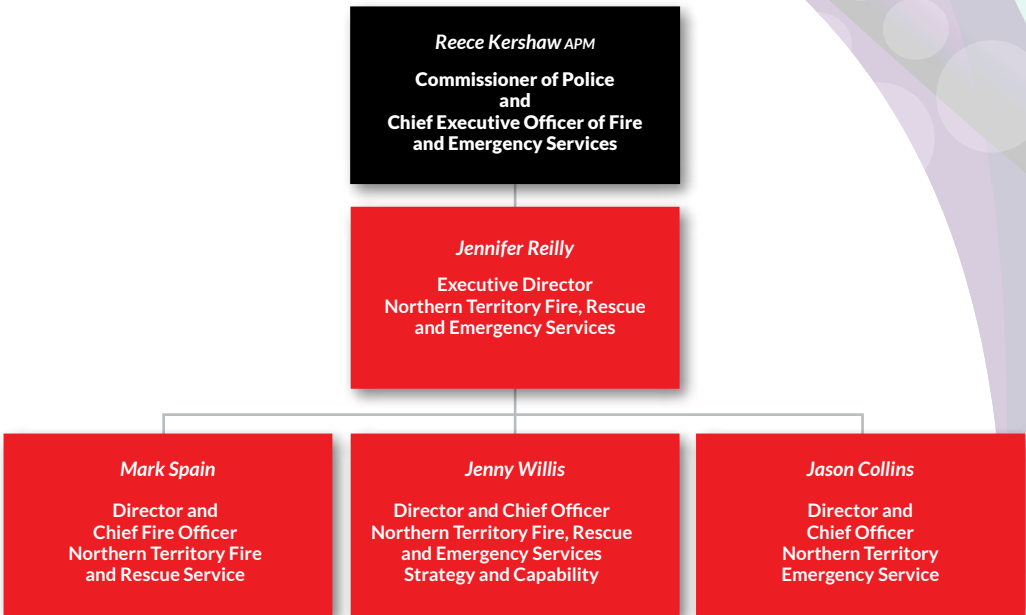 Reece Kershaw APM
Commissioner of Police
and
Chief Executive Officer of Fire
and Emergency Services
Jennifer Reilly
Executive Director
Northern Territory Fire, Rescue
and Emergency Services
Mark Spain
Director and
Chief Fire Officer
Northern Territory Fire
and Rescue Service
Jenny Willis
Director and Chief Officer
Northern Territory Fire, Rescue
and Emergency Services
Strategy and Capability
Jason Collins
Director and
Chief Officer
Northern Territory
Emergency Service